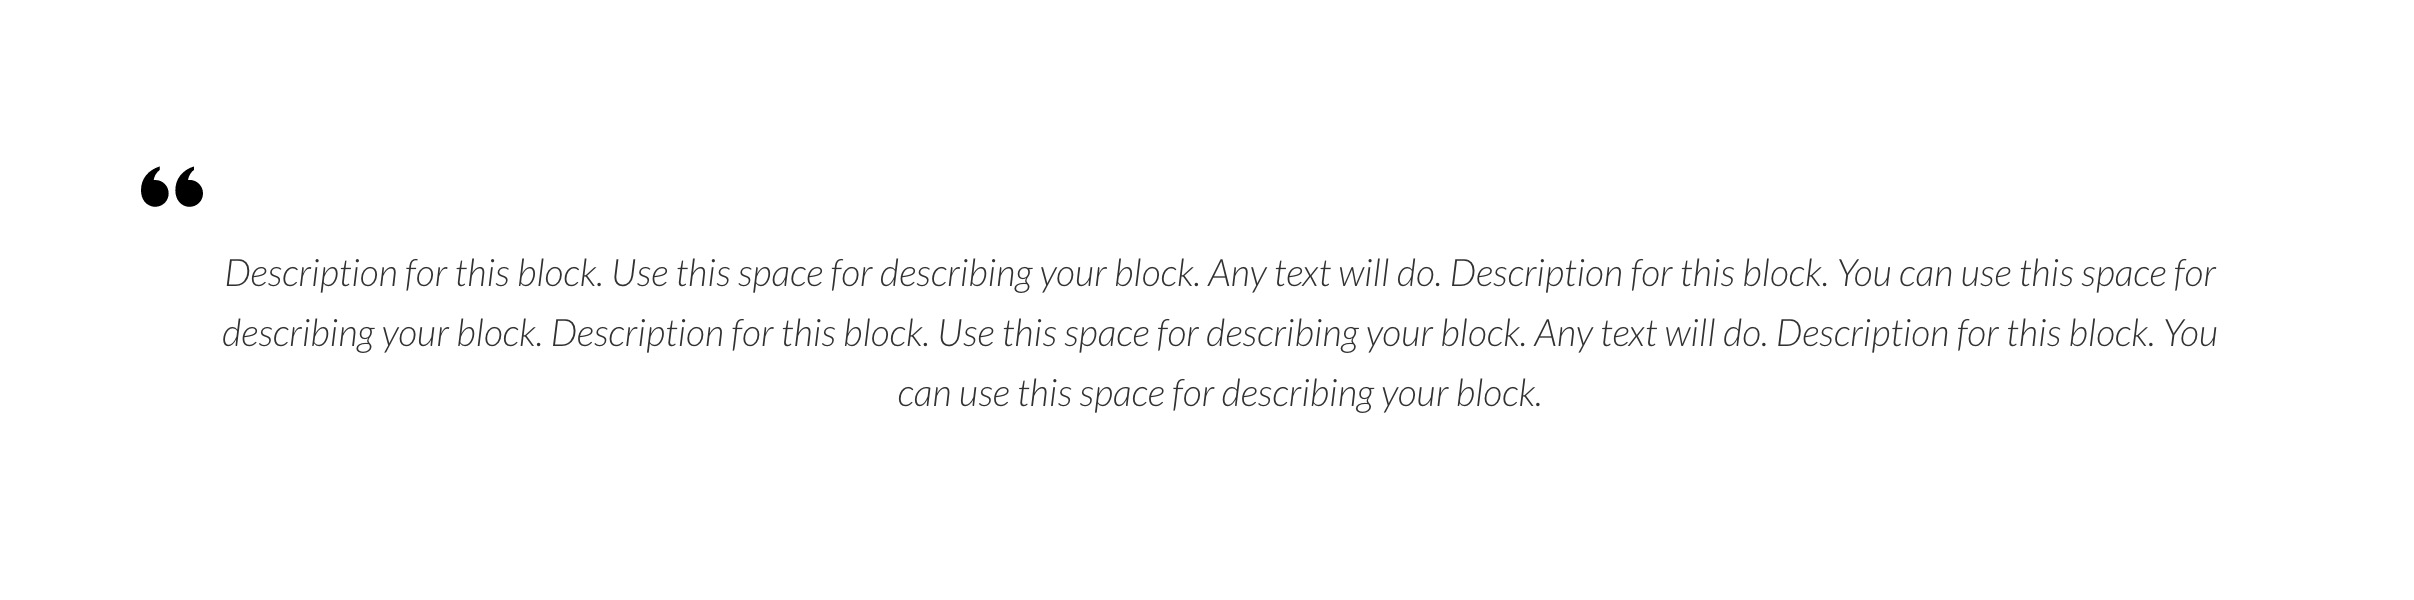 “
Description for this block. Use this space for describing your block. Any text will do. Description for this block. You can use this space for
describing your block. Description for this block. Use this space for describing your block. Any text will do. Description for this block. You
can use this space for describing your block.